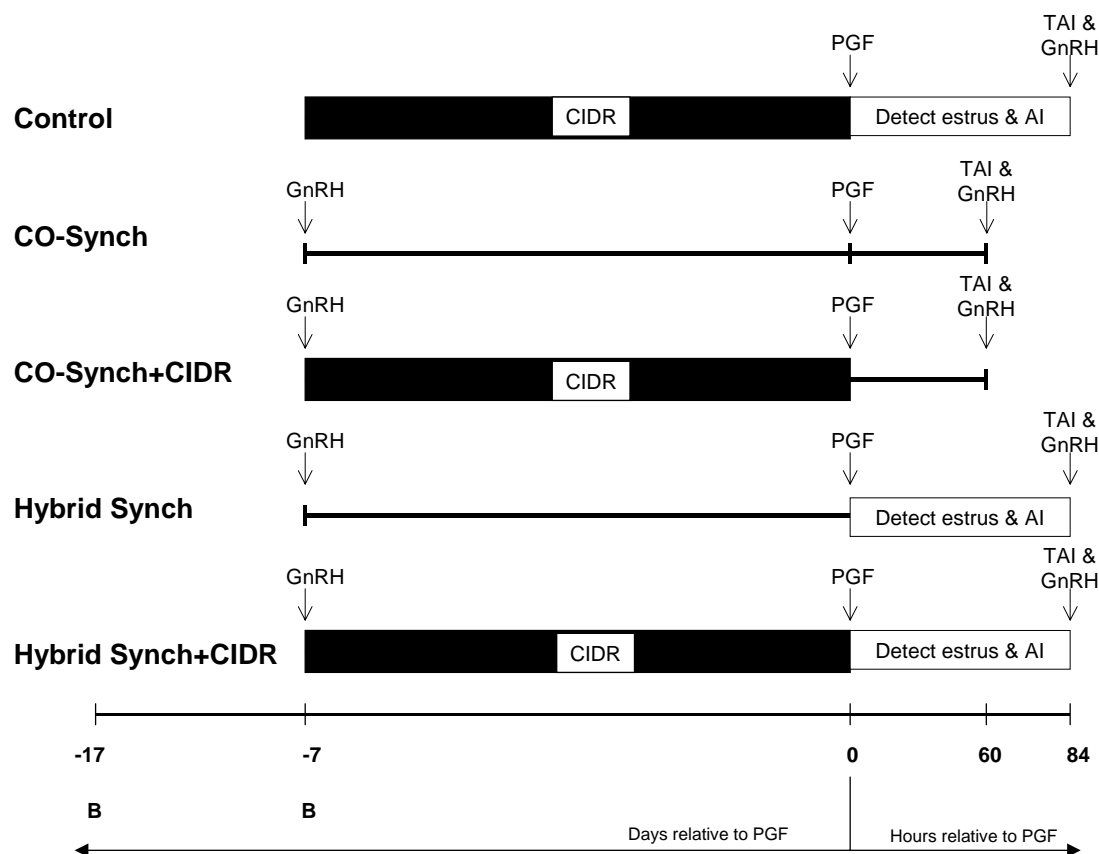 PGF
TAI &
GnRH
Control
CIDR
Detect estrus & AI
GnRH
PGF
TAI &
GnRH
CO-Synch
GnRH
PGF
TAI &
GnRH
CO-Synch+CIDR
CIDR
GnRH
PGF
TAI &
GnRH
Hybrid Synch
Detect estrus & AI
GnRH
PGF
TAI &
GnRH
Hybrid Synch+CIDR
CIDR
Detect estrus & AI
-17 -7 0 60 84
B B
Days relative to PGF Hours relative to PGF